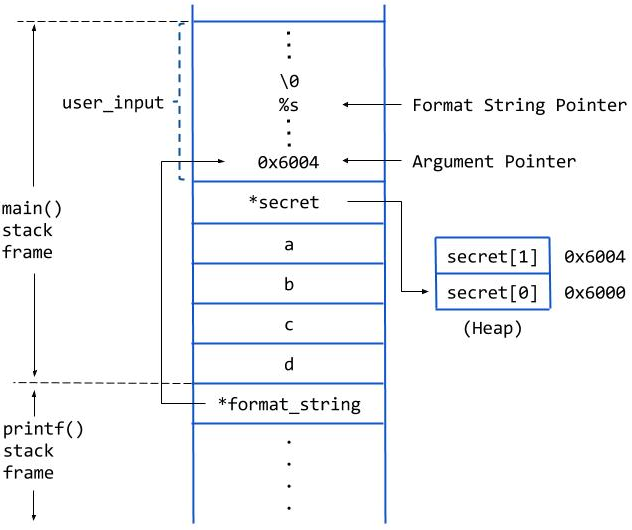 \0
user_input
%s
Format String Pointer
0x6004
Argument Pointer
*secret
main()
stack
frame
a
b
c
d
secret[1]
0x6004
secret[0]
0x6000
(Heap)
*format_string
printf()
stack
frame